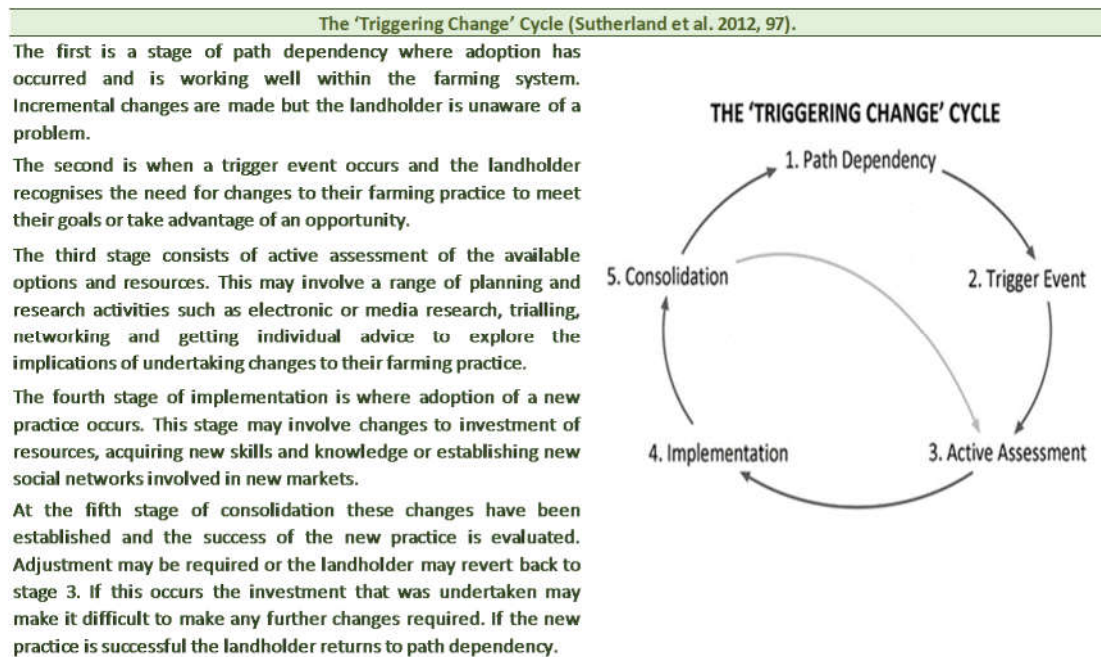 The ‘Triggering Change’ Cycle (Sutherland et al. 2012, 97).
The first is a stage of path dependency where adoption has
occurred and is working well within the farming system.
Incremental changes are made but the landholder is unaware of a
problem.
The second is when a trigger event occurs and the landholder
recognises the need for changes to their farming practice to meet
their goals or take advantage of an opportunity.
The third stage consists of active assessment of the available
options and resources. This may involve a range of planning and
research activities such as electronic or media research, trialling,
networking and getting individual advice to explore the
implications of undertaking changes to their farming practice.
The fourth stage of implementation is where adoption of a new
practice occurs. This stage may involve changes to investment of
resources, acquiring new skills and knowledge or establishing new
social networks involved in new markets.
At the fifth stage of consolidation these changes have been
established and the success of the new practice is evaluated.
Adjustment may be required or the landholder may revert back to
stage 3. If this occurs the investment that was undertaken may
make it difficult to make any further changes required. If the new
practice is successful the landholder returns to path dependency.
THE ‘TRIGGERING CHANGE’ CYCLE
1. Path Dependency
2. Trigger Event
3. Active Assessment
4. Implementation
5. Consolidation